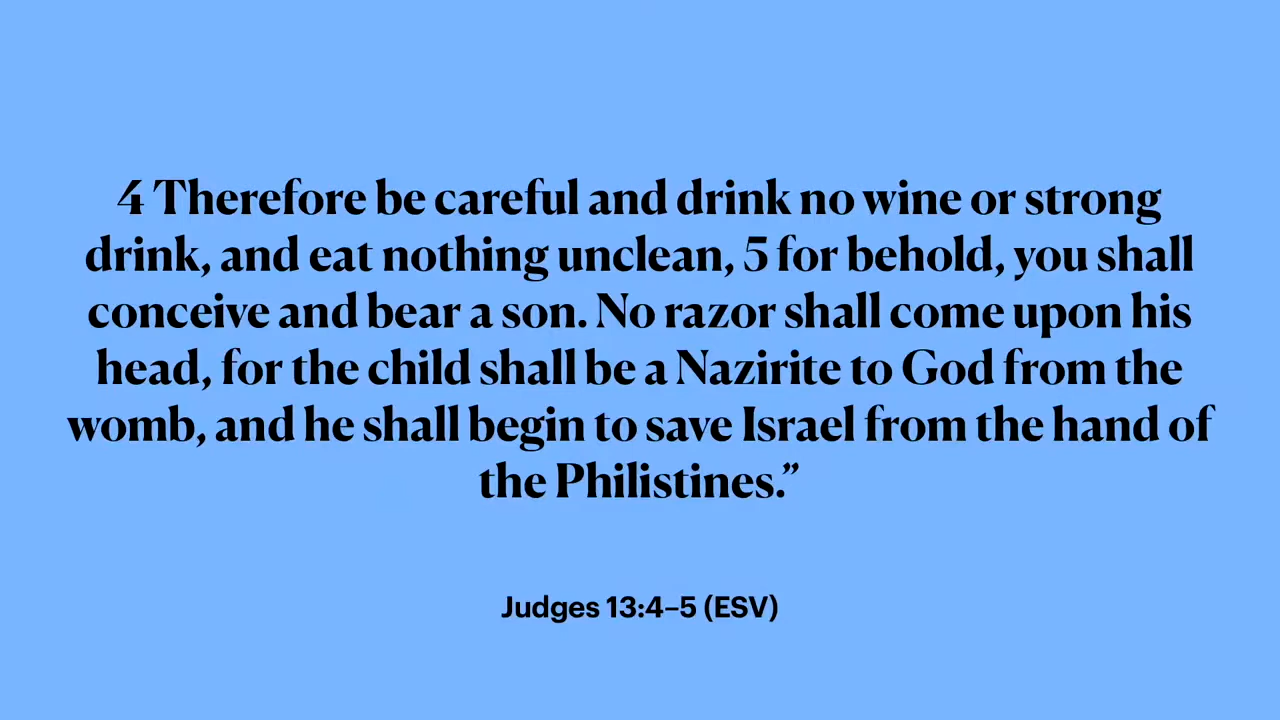 4 Therefore be careful and drink no wine or strong
drink, and eat nothing unclean, 5 for behold, you shall
conceive and bear a son. No razor shall come upon his
head, for the child shall be a Nazirite to God from the
womb, and he shall begin to save Israel from the hand of
the Philistines.”
Judges 13:4–5 (ESV)